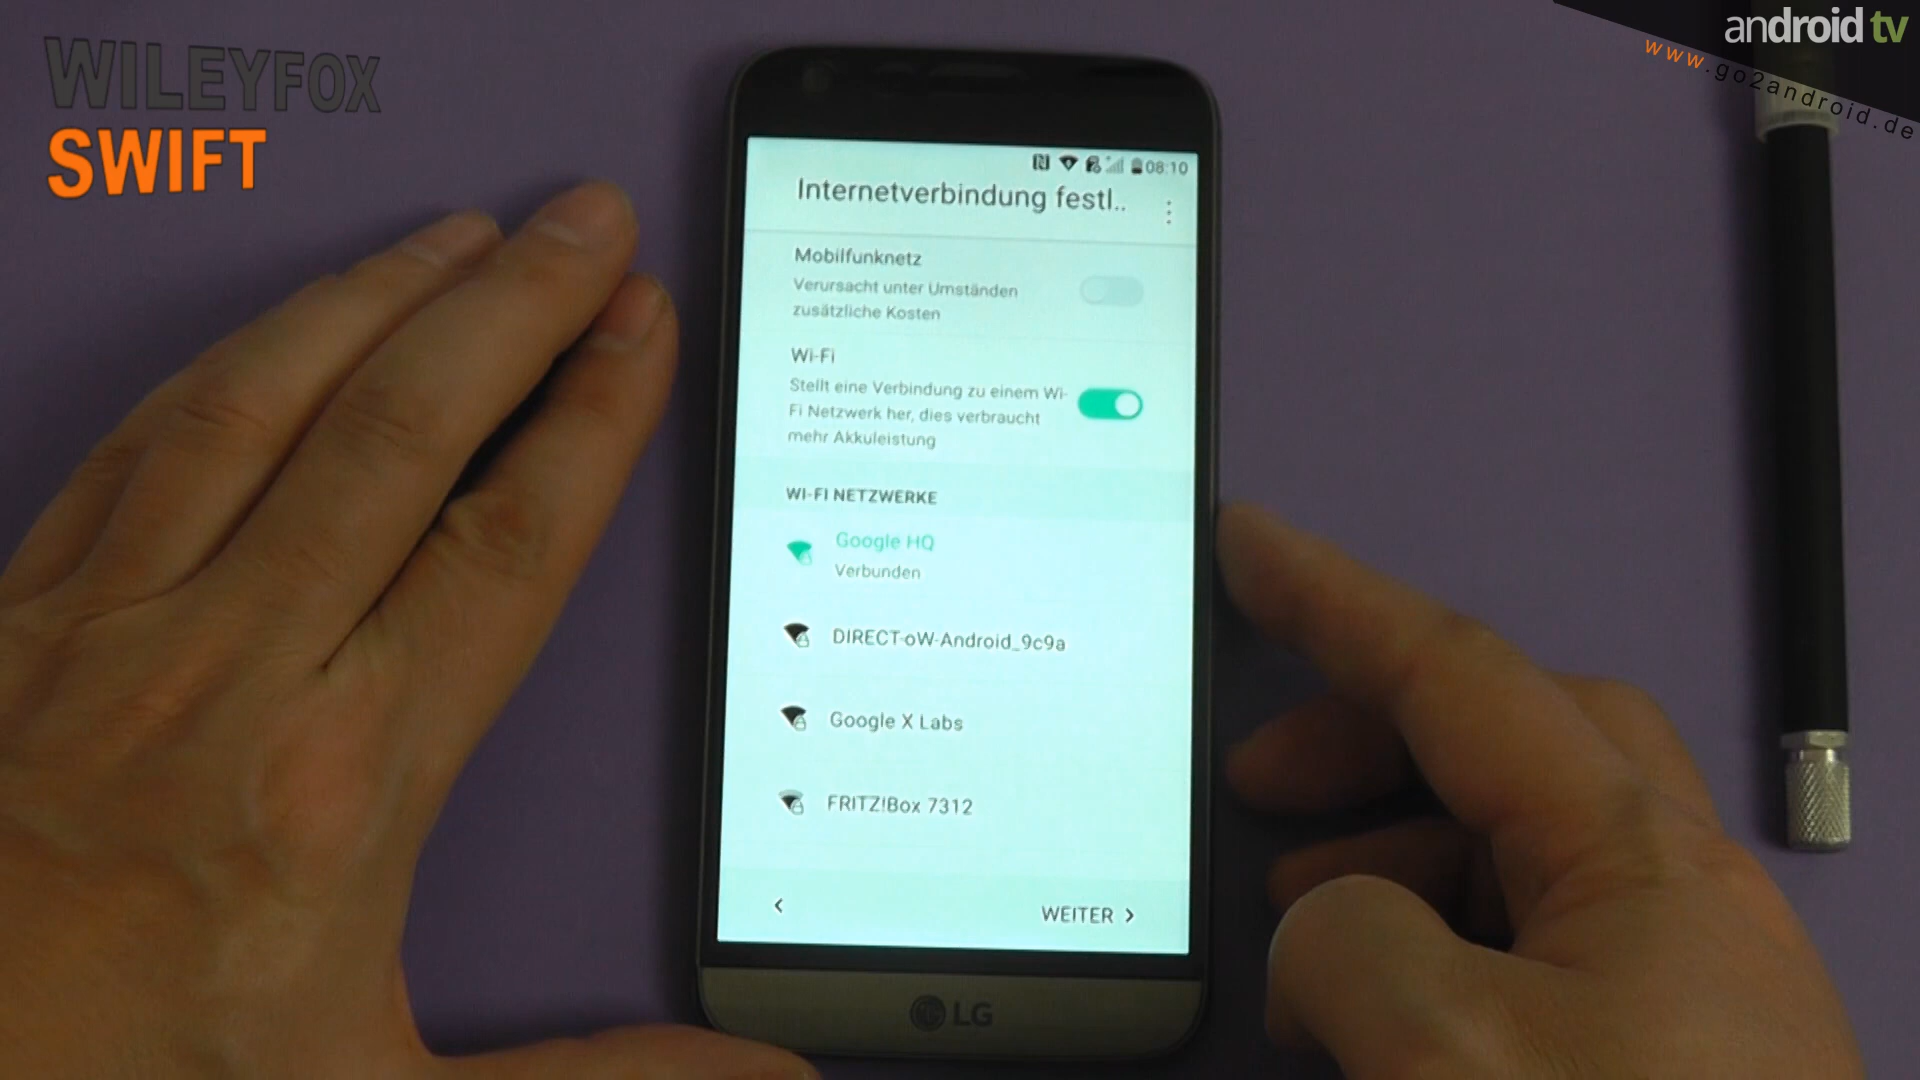 WILEYFOX
SWIFT
android tv
www.go2android.de
08:10
Internetverbindung festl..
Mobilfunknetz
Verursacht unter Umständen
zusätzliche Kosten
Wi-Fi
Stellt eine Verbindung zu einem Wi-
Fi Netzwerk her, dies verbraucht
mehr Akkuleistung
WI-FI NETZWERKE
Google HQ
Verbunden
DIRECT-oW-Android_9c9a
Google X Labs
FRITZ!Box 7312
WEITER
LG